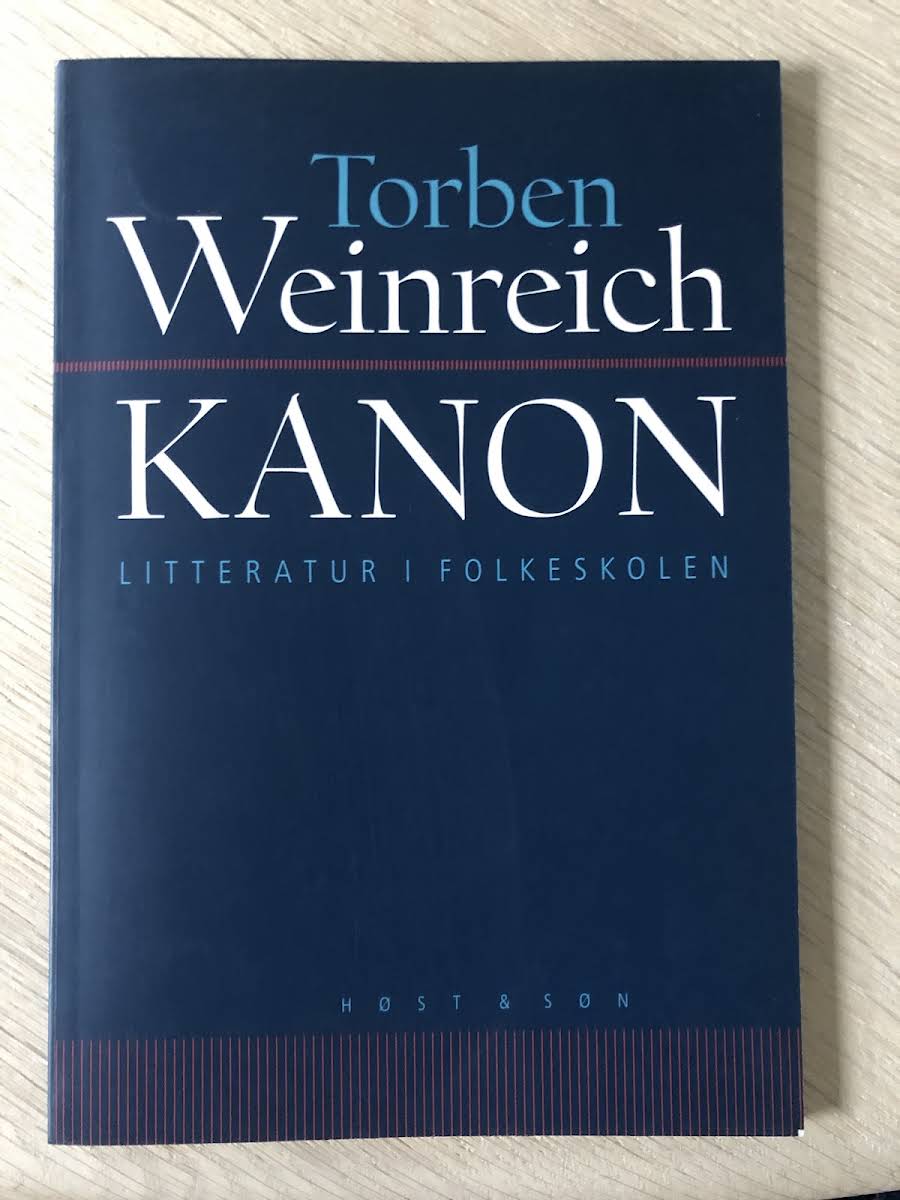 Torben
Weinreich
KANON
LITTERATUR I FOLKESKOLEN
HØST & SØN